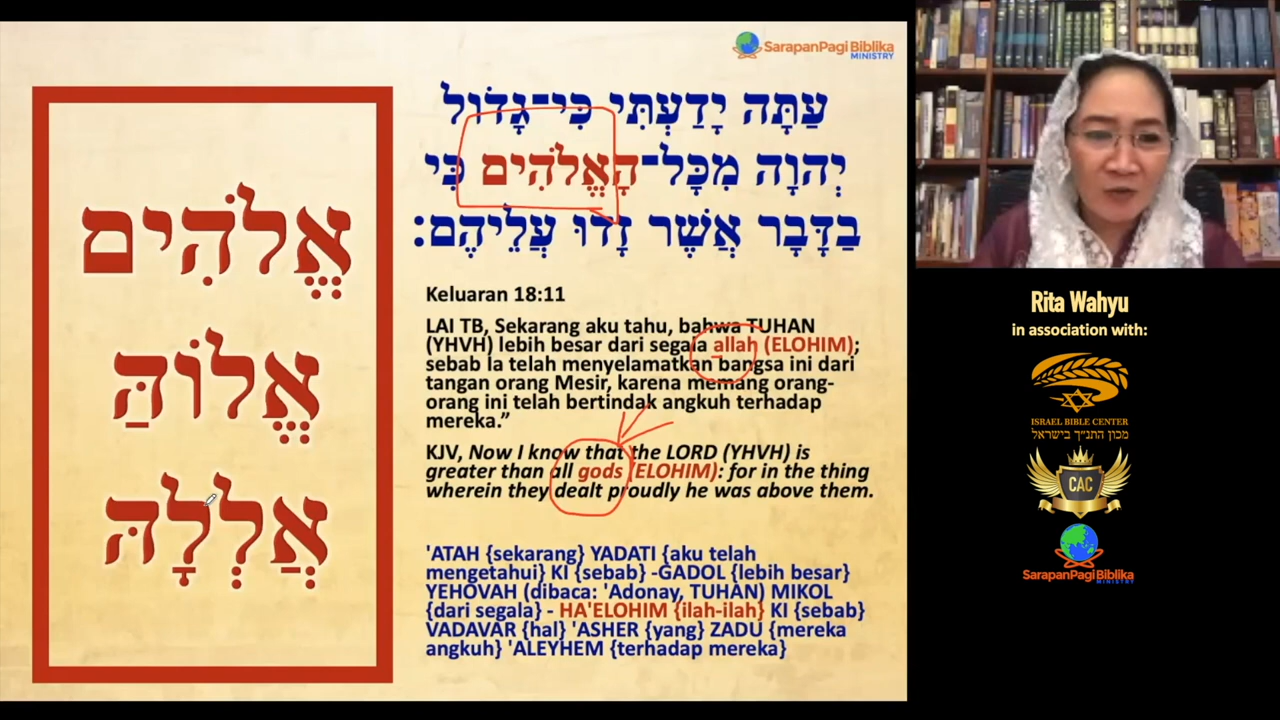 SarapanPagi Biblika
MINISTRY
אֱלֹהִים
אֱלוֹהַּ
אַלְלָהּ
עַתָּה יָדַעְתִּי כִּי־גָדֹול
יְהוָה מִכָּל־הָאֱלֹהִים כִּי
בַדָּבָר אֲשֶׁר זָדוּ עֲלֵיהֶם׃
Keluaran 18:11
LAI TB, Sekarang aku tahu, bahwa TUHAN
(YHVH) lebih besar dari segala allah (ELOHIM);
sebab Ia telah menyelamatkan bangsa ini dari
tangan orang Mesir, karena memang orang-
orang ini telah bertindak angkuh terhadap
mereka.”
KJV, Now I know that the LORD (YHVH) is
greater than all gods (ELOHIM): for in the thing
wherein they dealt proudly he was above them.
'ATAH {sekarang} YADATI {aku telah
mengetahui} KI {sebab} -GADOL {lebih besar}
YEHOVAH (dibaca: 'Adonay, TUHAN) MIKOL
{dari segala} - HA'ELOHIM {ilah-ilah} KI {sebab}
VADAVAR {hal} 'ASHER {yang} ZADU {mereka
angkuh} 'ALEYHEM {terhadap mereka}
Rita Wahyu
in association with:
ISRAEL BIBLE CENTER
מכון התנ״ך בישראל
CAC
SarapanPagi Biblika
MINISTRY